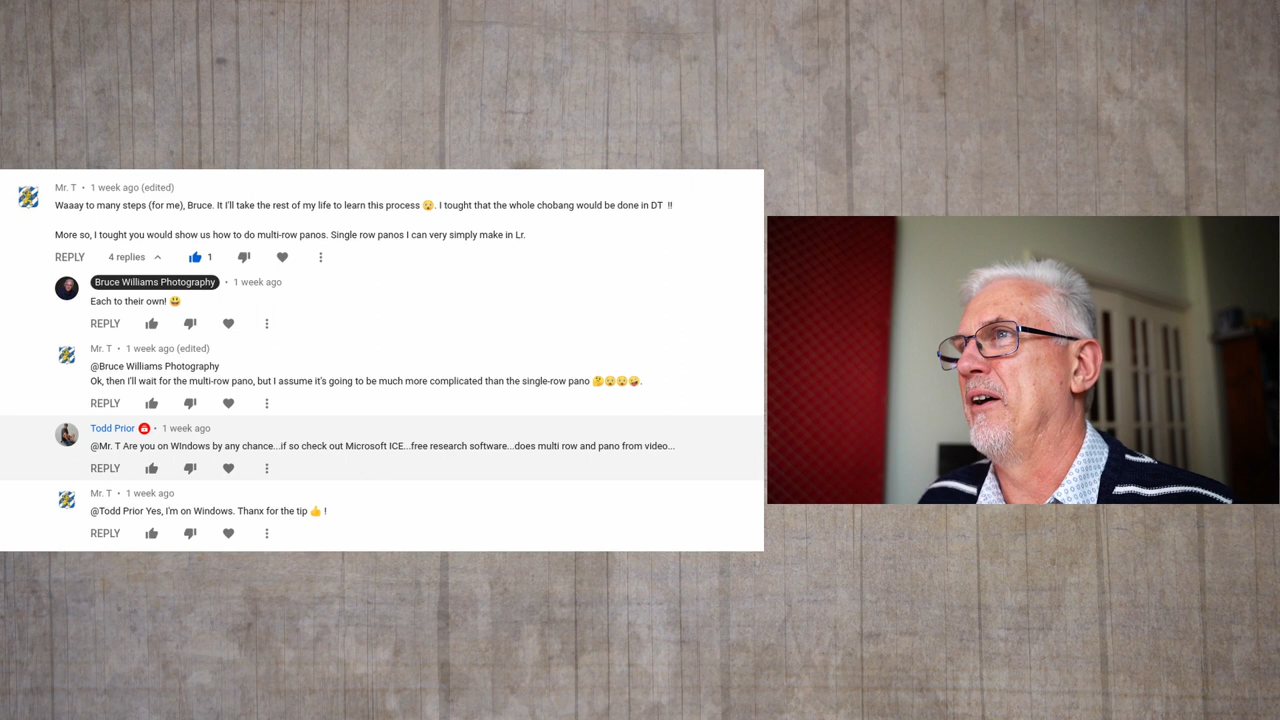 Mr. T • 1 week ago (edited)
Waaay to many steps (for me), Bruce. It I'll take the rest of my life to learn this process 😧. I tought that the whole chobang would be done in DT !!
More so, I tought you would show us how to do multi-row panos. Single row panos I can very simply make in Lr.
REPLY 4 replies 1
Bruce Williams Photography • 1 week ago
Each to their own! 😃
REPLY
Mr. T • 1 week ago (edited)
@Bruce Williams Photography
Ok, then I'll wait for the multi-row pano, but I assume it's going to be much more complicated than the single-row pano 🤔😧😧🤪.
REPLY
Todd Prior • 1 week ago
@Mr. T Are you on WIndows by any chance...if so check out Microsoft ICE...free research software...does multi row and pano from video...
REPLY
Mr. T • 1 week ago
@Todd Prior Yes, I'm on Windows. Thanx for the tip 👍 !
REPLY